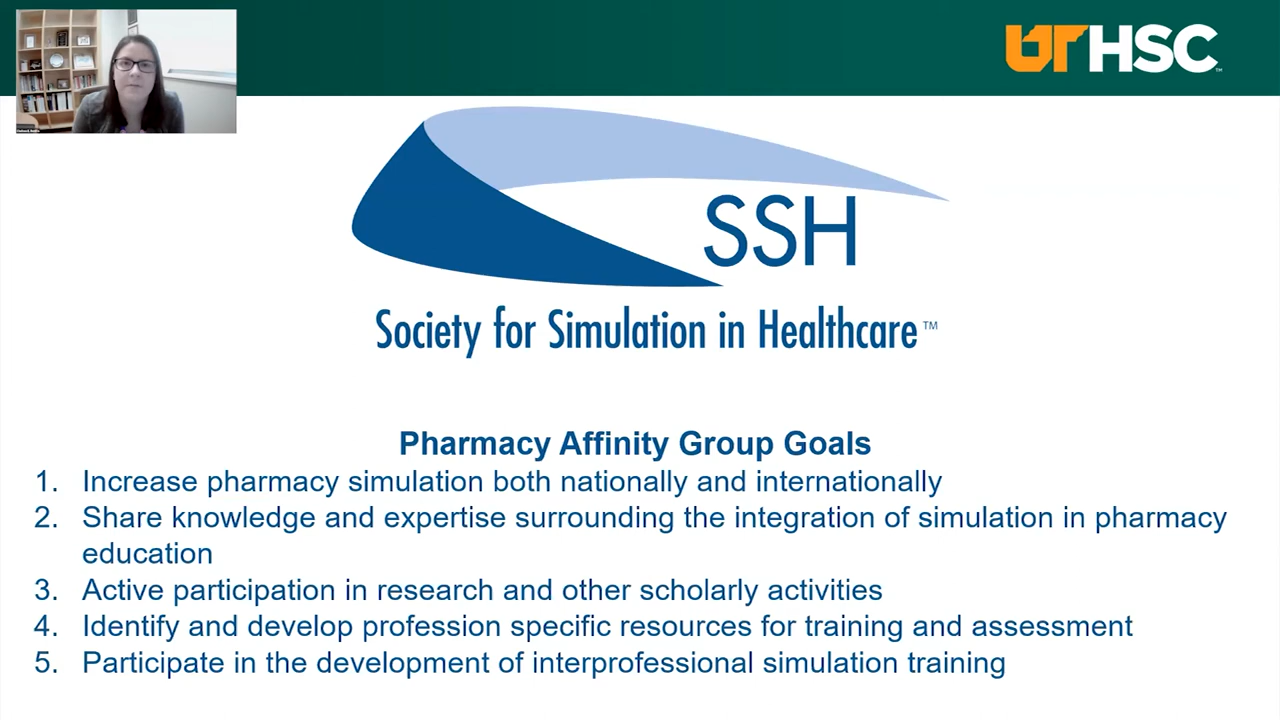 UTHSC™
SSH
Society for Simulation in Healthcare™
Pharmacy Affinity Group Goals
1. Increase pharmacy simulation both nationally and internationally
2. Share knowledge and expertise surrounding the integration of simulation in pharmacy
education
3. Active participation in research and other scholarly activities
4. Identify and develop profession specific resources for training and assessment
5. Participate in the development of interprofessional simulation training